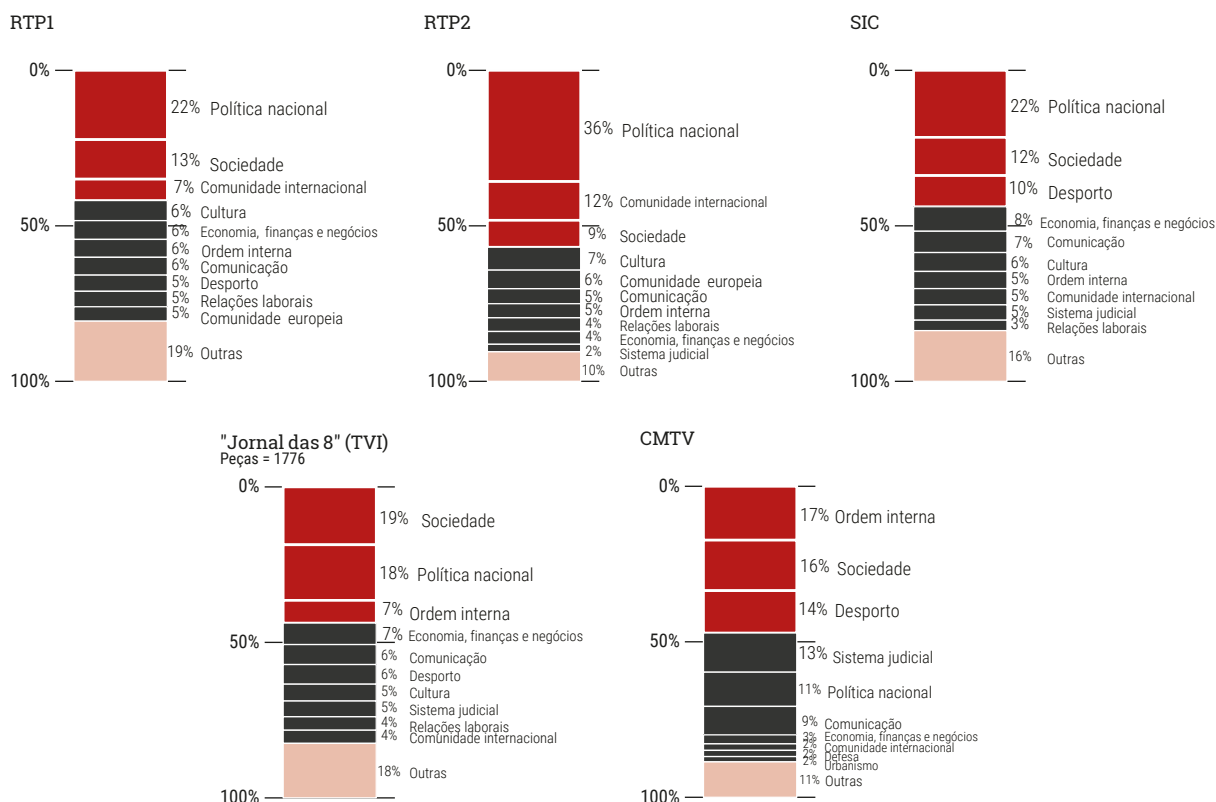 RTP1
0%
22% Política nacional
13% Sociedade
7% Comunidade internacional
6% Cultura
50%
6% Economia, finanças e negócios
6% Ordem interna
6% Comunicação
5% Desporto
5% Relações laborais
5% Comunidade europeia
19% Outras
100%
RTP2
0%
36% Política nacional
12% Comunidade internacional
50%
9% Sociedade
7% Cultura
6% Comunidade europeia
5% Comunicação
5% Ordem interna
4% Relações laborais
4% Economia, finanças e negócios
2% Sistema judicial
10% Outras
100%
SIC
0%
22% Política nacional
12% Sociedade
10% Desporto
50%
8% Economia, finanças e negócios
7% Comunicação
6% Cultura
5% Ordem interna
5% Comunidade internacional
5% Sistema judicial
3% Relações laborais
16% Outras
100%
"Jornal das 8" (TVI)
Peças = 1776
0%
19% Sociedade
18% Política nacional
7% Ordem interna
50%
7% Economia, finanças e negócios
6% Comunicação
6% Desporto
5% Cultura
5% Sistema judicial
4% Relações laborais
4% Comunidade internacional
18% Outras
100%
CMTV
0%
17% Ordem interna
16% Sociedade
14% Desporto
50%
13% Sistema judicial
11% Política nacional
9% Comunicação
3% Economia, finanças e negócios
2% Comunidade internacional
2% Defesa
2% Urbanismo
11% Outras
100%